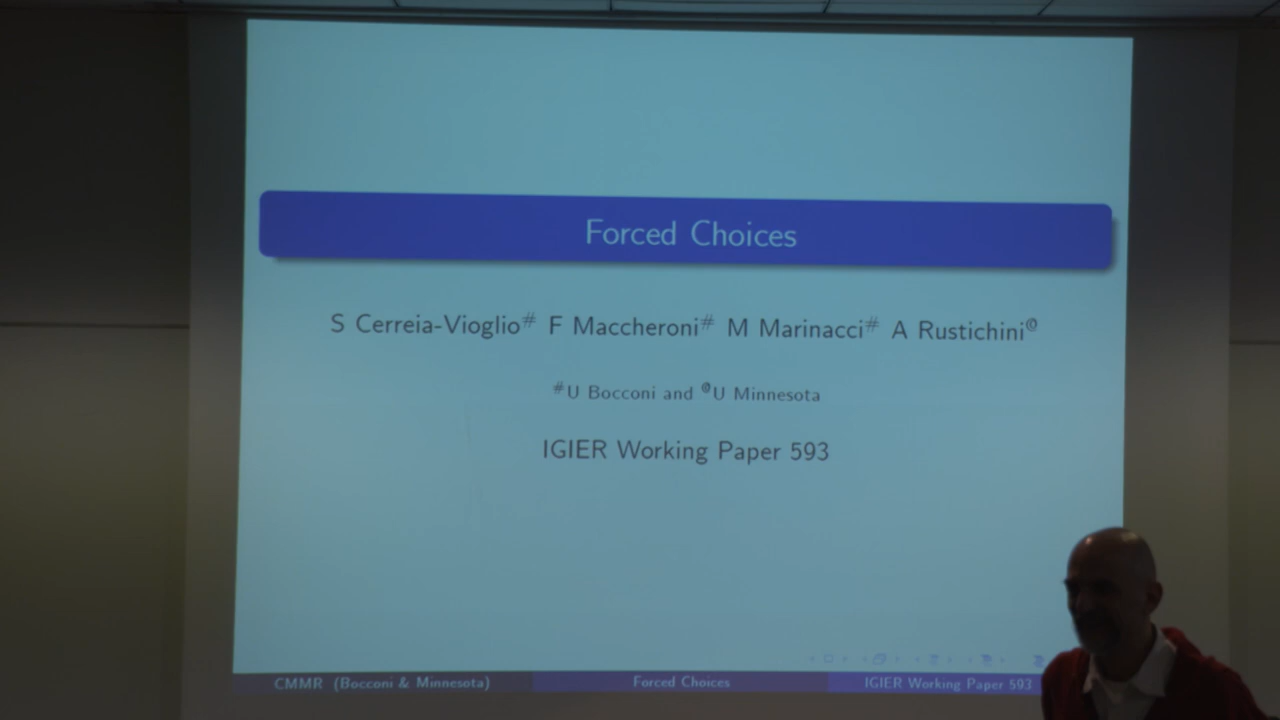 Forced Choices
S Cerreia-Vioglio# F Maccheroni# M Marinacci# A Rustichini@
#U Bocconi and @U Minnesota
IGIER Working Paper 593
CMMR (Bocconi & Minnesota) Forced Choices IGIER Working Paper 593